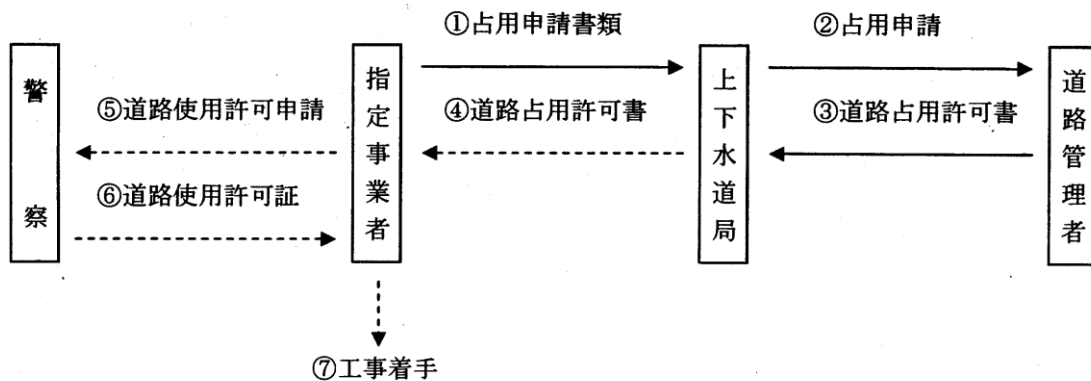 ①占用申請書類
②占用申請
警察
⑤道路使用許可申請
指定事業者
④道路占用許可書
上下水道局
③道路占用許可書
道路管理者
⑥道路使用許可証
⑦工事着手